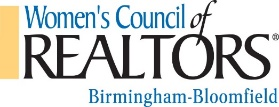 Women's Council of
REALTORS®
Birmingham-Bloomfield